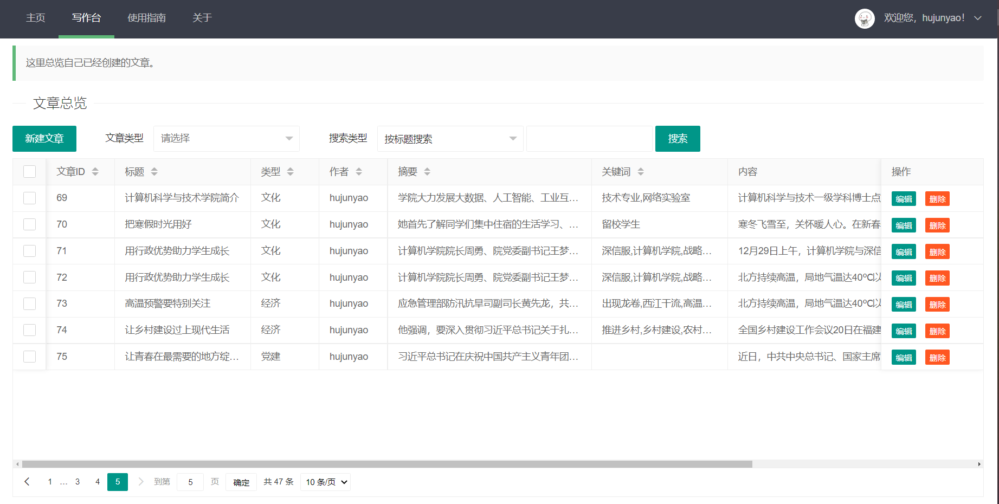 主页 写作台 使用指南 关于 欢迎您，hujunyao！
这里总览自己已经创建的文章。
文章总览
新建文章 文章类型 请选择 搜索类型 按标题搜索 搜索
文章ID 标题 类型 作者 摘要 关键词 内容 操作
69 计算机科学与技术学院简介 文化 hujunyao 学院大力发展大数据、人工智能、工业互... 技术专业,网络实验室 计算机科学与技术一级学科博士点 编辑 删除
70 把寒假时光用好 文化 hujunyao 她首先了解同学们集中住宿的生活学习、... 留校学生 寒冬飞雪至，关怀暖人心。在新春 编辑 删除
71 用行政优势助力学生成长 文化 hujunyao 计算机学院院长周勇、院党委副书记王梦... 深信服,计算机学院,战略... 12月29日上午，计算机学院与深信 编辑 删除
72 用行政优势助力学生成长 文化 hujunyao 计算机学院院长周勇、院党委副书记王梦... 深信服,计算机学院,战略... 北方持续高温，局地气温达40℃以 编辑 删除
73 高温预警要特别关注 经济 hujunyao 应急管理部防汛抗旱司副司长黄先龙，共... 出现龙卷,西江干流,高温... 北方持续高温，局地气温达40℃以 编辑 删除
74 让乡村建设过上现代生活 经济 hujunyao 他强调，要深入贯彻习近平总书记关于扎... 推进乡村,乡村建设,农村... 全国乡村建设工作会议20日在福建 编辑 删除
75 让青春在最需要的地方绽... 党建 hujunyao 习近平总书记在庆祝中国共产主义青年团... 近日，中共中央总书记、国家主席 编辑 删除
1 ... 3 4 5 到第 5 页 确定 共 47 条 10 条/页